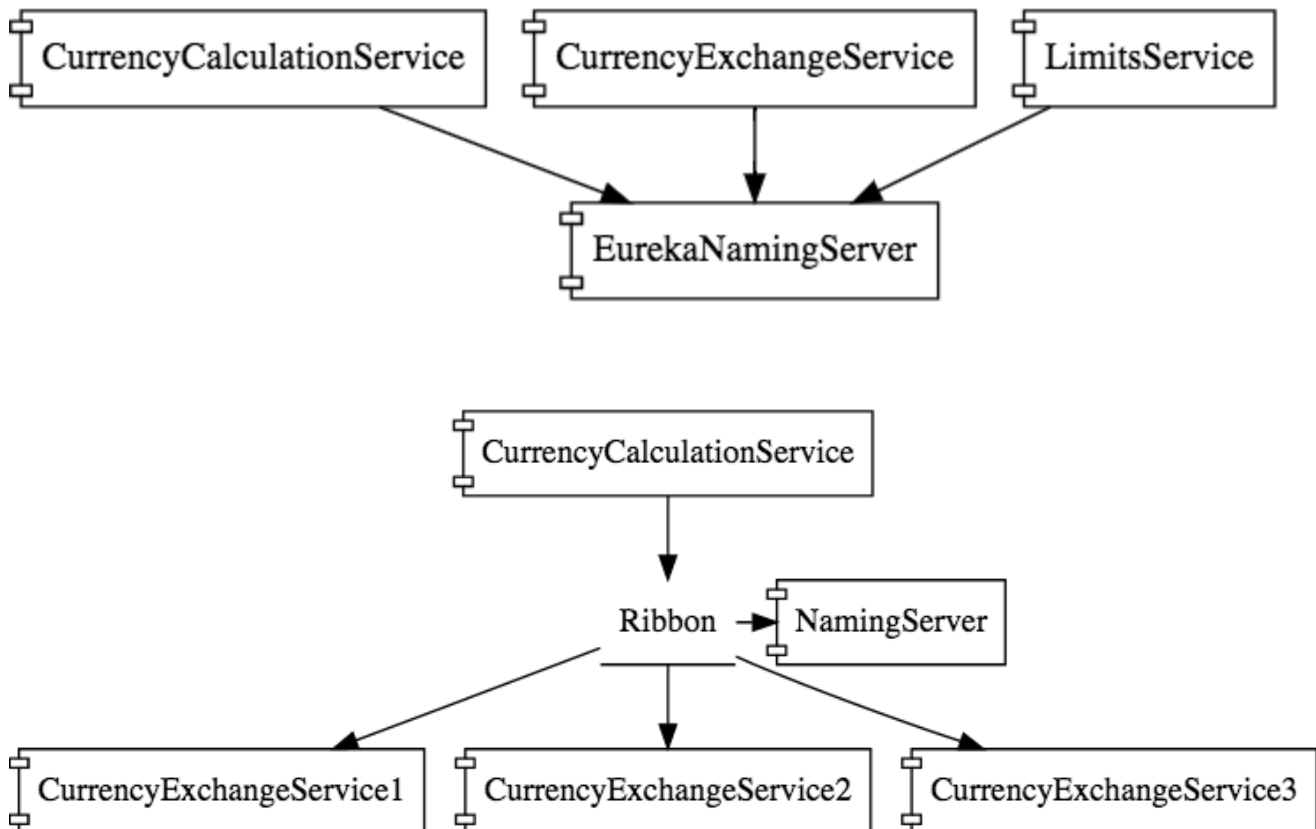 CurrencyCalculationService
CurrencyExchangeService
LimitsService
EurekaNamingServer
CurrencyCalculationService
Ribbon
NamingServer
CurrencyExchangeService1
CurrencyExchangeService2
CurrencyExchangeService3